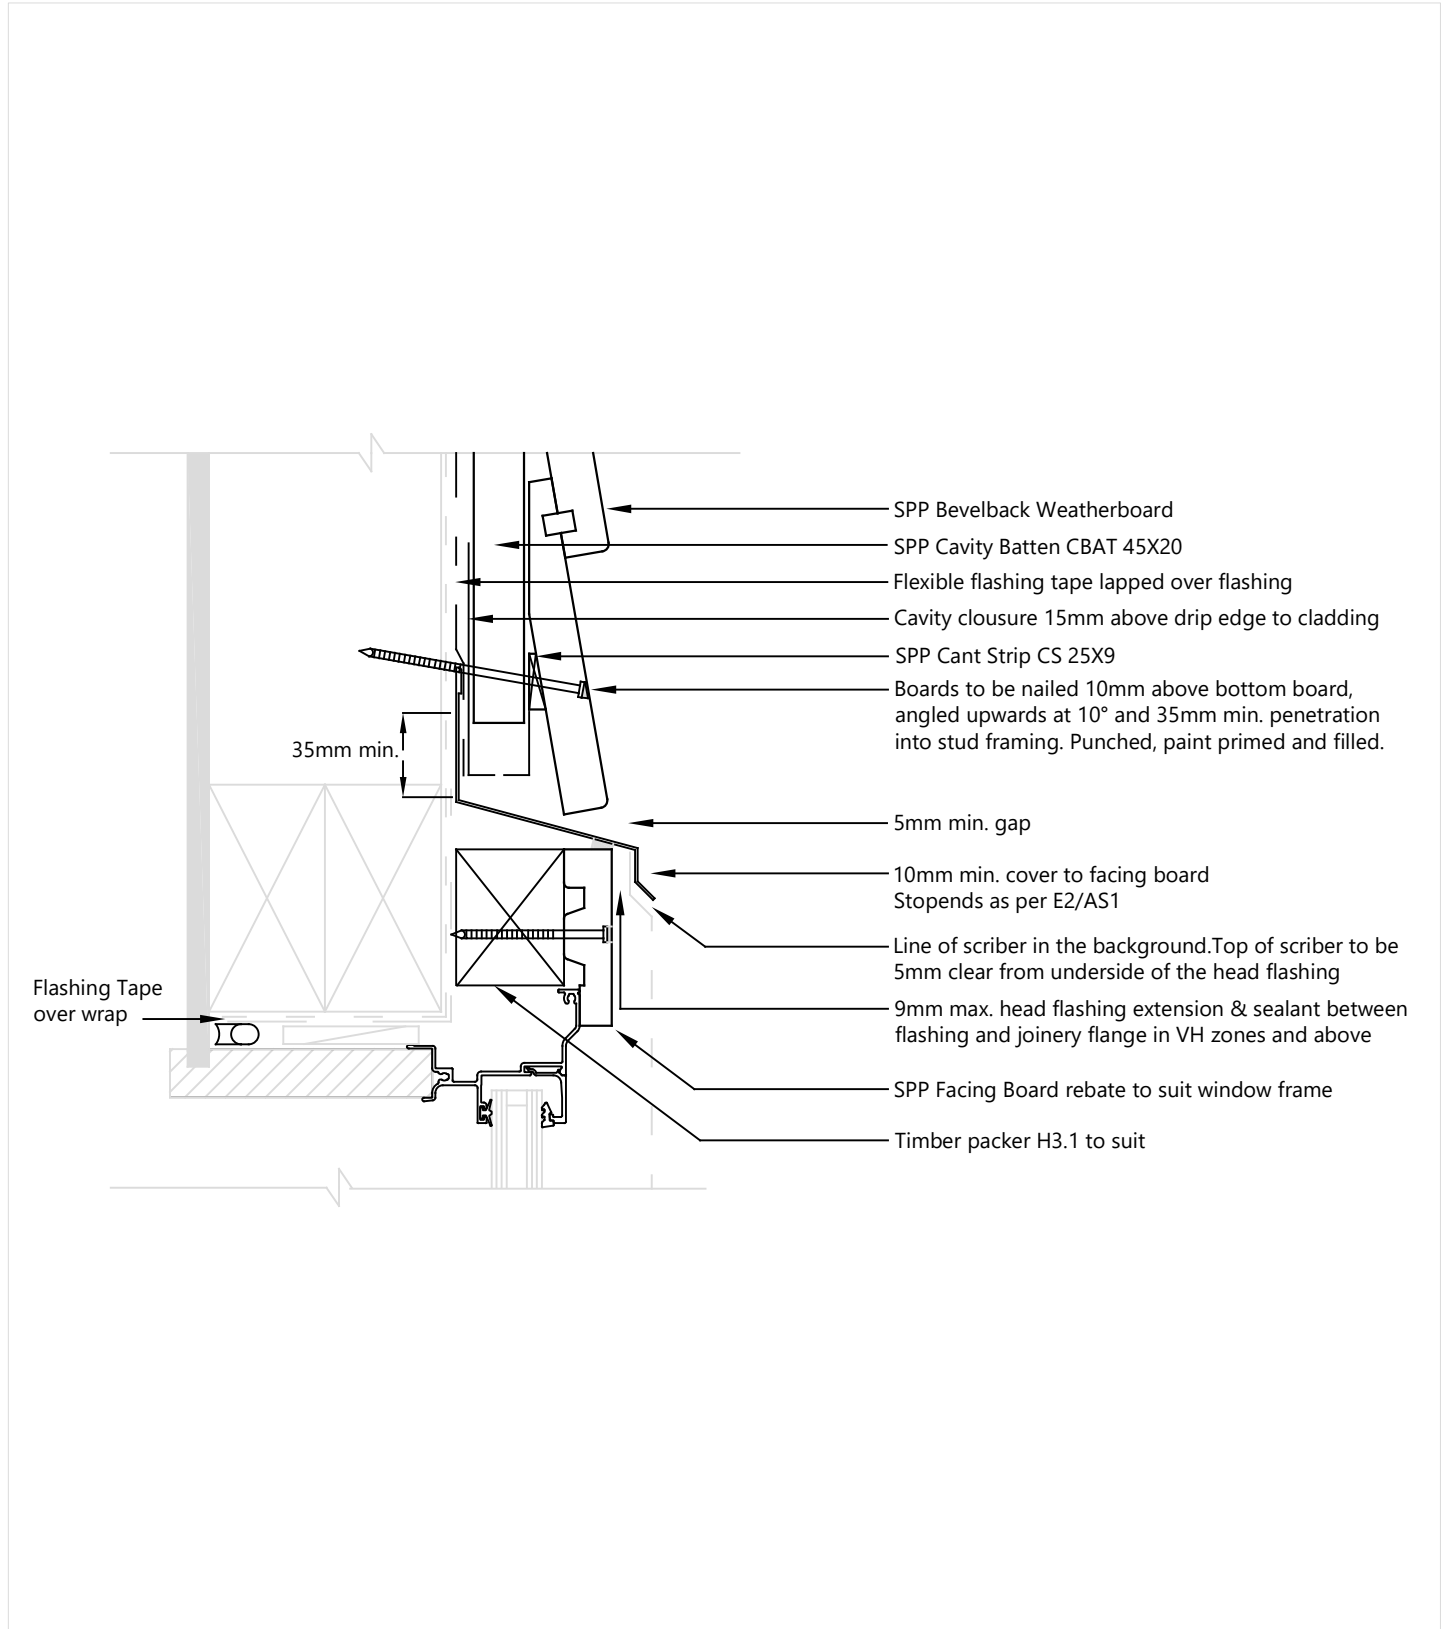 SPP Bevelback Weatherboard
SPP Cavity Batten CBAT 45X20
Flexible flashing tape lapped over flashing
Cavity clousure 15mm above drip edge to cladding
SPP Cant Strip CS 25X9
Boards to be nailed 10mm above bottom board,
angled upwards at 10° and 35mm min. penetration
into stud framing. Punched, paint primed and filled.
35mm min.
5mm min. gap
10mm min. cover to facing board
Stopends as per E2/AS1
Line of scriber in the background.Top of scriber to be
5mm clear from underside of the head flashing
Flashing Tape
over wrap
9mm max. head flashing extension & sealant between
flashing and joinery flange in VH zones and above
SPP Facing Board rebate to suit window frame
Timber packer H3.1 to suit